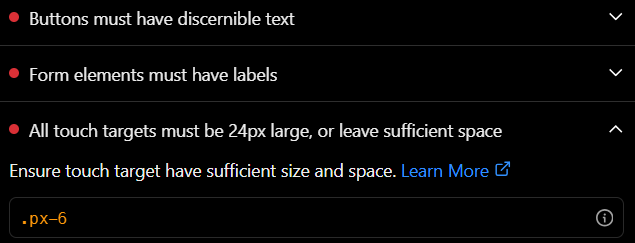 Buttons must have discernible text
Form elements must have labels
All touch targets must be 24px large, or leave sufficient space
Ensure touch target have sufficient size and space. Learn More
.px-6